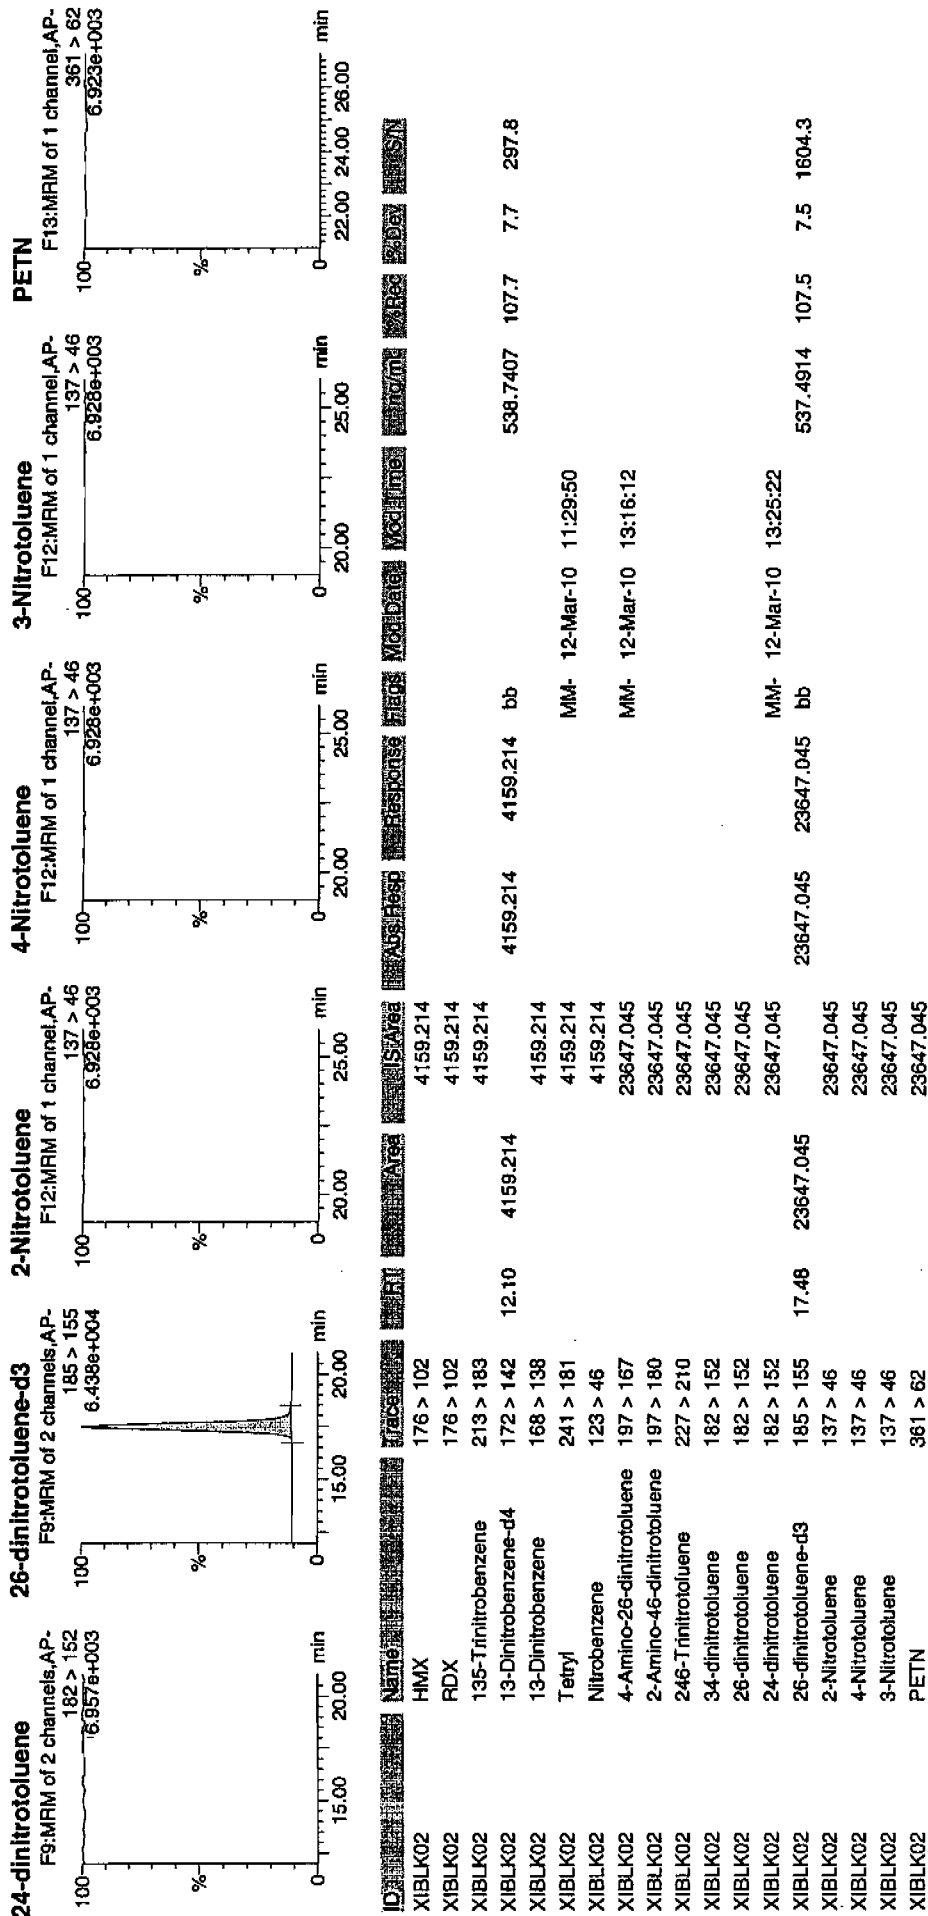 24-dinitrotoluene
F9:MRM of 2 channels,AP-
182 > 152
6.957e+003
100
%
0
15.00
20.00
min
26-dinitrotoluene-d3
F9:MRM of 2 channels,AP-
185 > 155
6.438e+004
100
%
0
15.00
20.00
min
2-Nitrotoluene
F12:MRM of 1 channel,AP-
137 > 46
6.928e+003
100
%
0
20.00
25.00
min
4-Nitrotoluene
F12:MRM of 1 channel,AP-
137 > 46
6.928e+003
100
%
0
20.00
25.00
min
3-Nitrotoluene
F12:MRM of 1 channel,AP-
137 > 46
6.928e+003
100
%
0
20.00
25.00
min
PETN
F13:MRM of 1 channel,AP-
361 > 62
6.923e+003
100
%
0
22.00
24.00
26.00
min
ID Name Trace RT Area IS Area Abs Resp Response Flags Mod Date Mod Time ng/ml %Rec %Dev S/N
XIBLK02 HMX 176 > 102 4159.214
XIBLK02 RDX 176 > 102 4159.214
XIBLK02 135-Trinitrobenzene 213 > 183 4159.214
XIBLK02 13-Dinitrobenzene-d4 172 > 142 12.10 4159.214 4159.214 4159.214 bb 538.7407 107.7 7.7 297.8
XIBLK02 13-Dinitrobenzene 168 > 138 4159.214
XIBLK02 Tetryl 241 > 181 4159.214 MM- 12-Mar-10 11:29:50
XIBLK02 Nitrobenzene 123 > 46 4159.214
XIBLK02 4-Amino-26-dinitrotoluene 197 > 167 23647.045 MM- 12-Mar-10 13:16:12
XIBLK02 2-Amino-46-dinitrotoluene 197 > 180 23647.045
XIBLK02 246-Trinitrotoluene 227 > 210 23647.045
XIBLK02 34-dinitrotoluene 182 > 152 23647.045
XIBLK02 26-dinitrotoluene 182 > 152 23647.045
XIBLK02 24-dinitrotoluene 182 > 152 23647.045 MM- 12-Mar-10 13:25:22
XIBLK02 26-dinitrotoluene-d3 185 > 155 17.48 23647.045 23647.045 23647.045 bb 537.4914 107.5 7.5 1604.3
XIBLK02 2-Nitrotoluene 137 > 46 23647.045
XIBLK02 4-Nitrotoluene 137 > 46 23647.045
XIBLK02 3-Nitrotoluene 137 > 46 23647.045
XIBLK02 PETN 361 > 62 23647.045